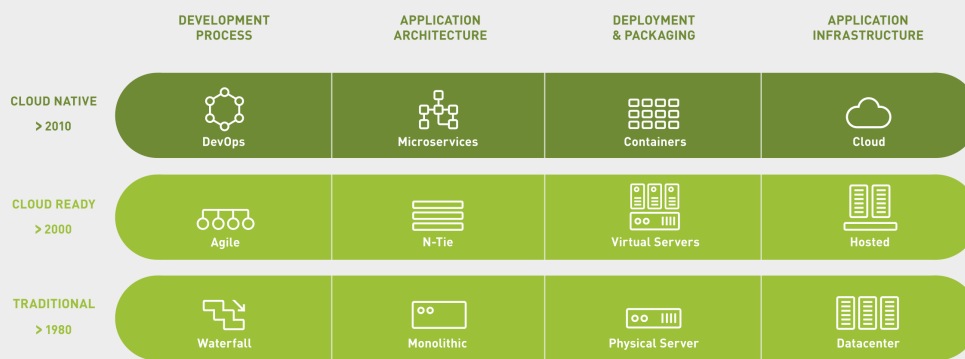 DEVELOPMENT
PROCESS
APPLICATION
ARCHITECTURE
DEPLOYMENT
& PACKAGING
APPLICATION
INFRASTRUCTURE
CLOUD NATIVE
> 2010
DevOps
Microservices
Containers
Cloud
CLOUD READY
> 2000
Agile
N-Tie
Virtual Servers
Hosted
TRADITIONAL
> 1980
Waterfall
Monolithic
Physical Server
Datacenter